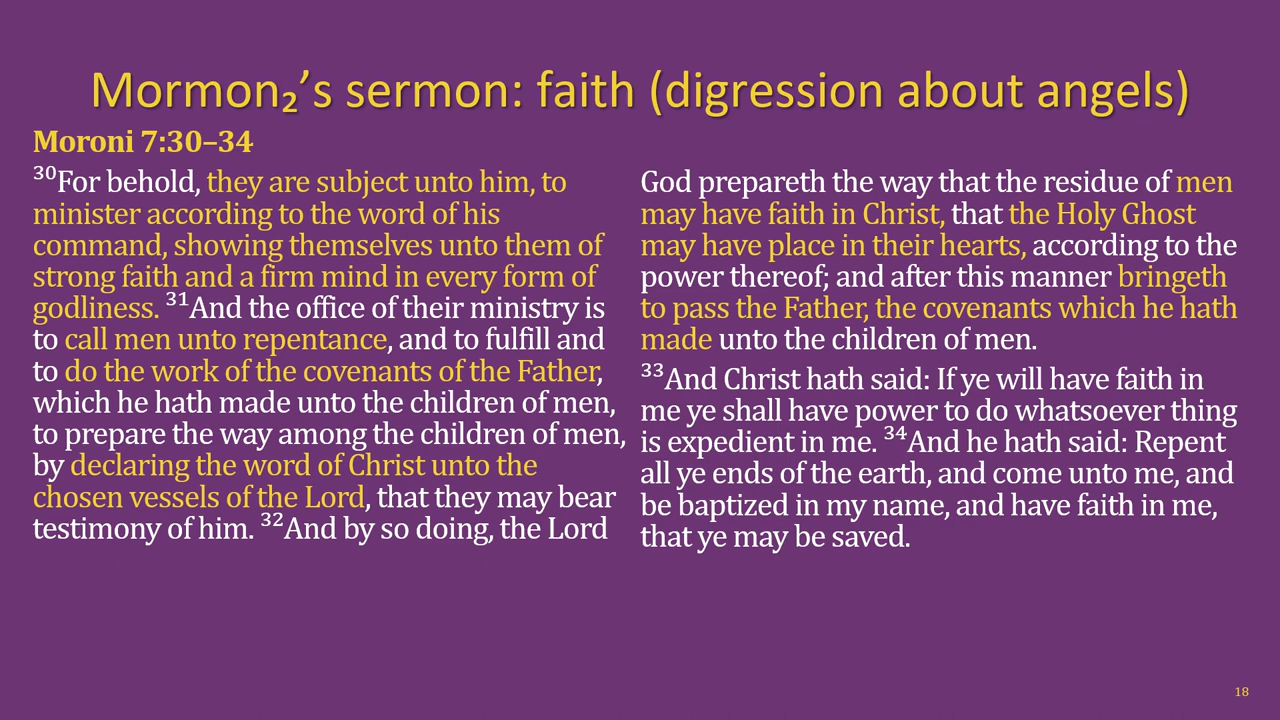 Mormon₂’s sermon: faith (digression about angels)
Moroni 7:30–34
³⁰For behold, they are subject unto him, to
minister according to the word of his
command, showing themselves unto them of
strong faith and a firm mind in every form of
godliness. ³¹And the office of their ministry is
to call men unto repentance, and to fulfill and
to do the work of the covenants of the Father,
which he hath made unto the children of men,
to prepare the way among the children of men,
by declaring the word of Christ unto the
chosen vessels of the Lord, that they may bear
testimony of him. ³²And by so doing, the Lord
God prepareth the way that the residue of men
may have faith in Christ, that the Holy Ghost
may have place in their hearts, according to the
power thereof; and after this manner bringeth
to pass the Father, the covenants which he hath
made unto the children of men.
³³And Christ hath said: If ye will have faith in
me ye shall have power to do whatsoever thing
is expedient in me. ³⁴And he hath said: Repent
all ye ends of the earth, and come unto me, and
be baptized in my name, and have faith in me,
that ye may be saved.
18